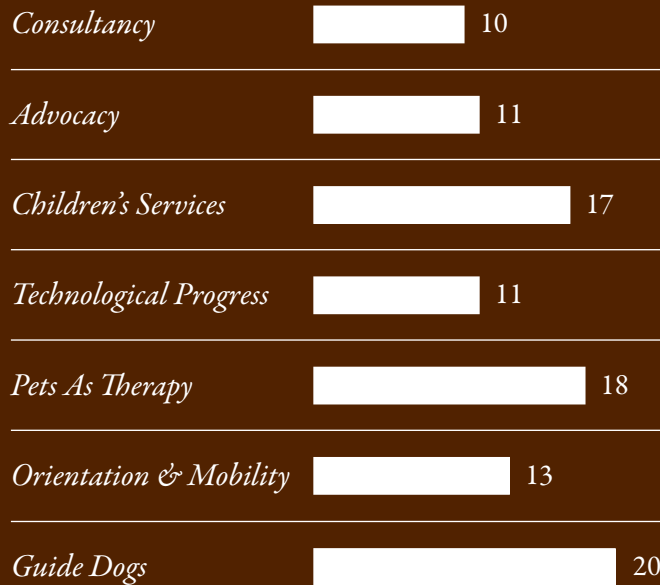 Consultancy 10
Advocacy 11
Children’s Services 17
Technological Progress 11
Pets As Therapy 18
Orientation & Mobility 13
Guide Dogs 20